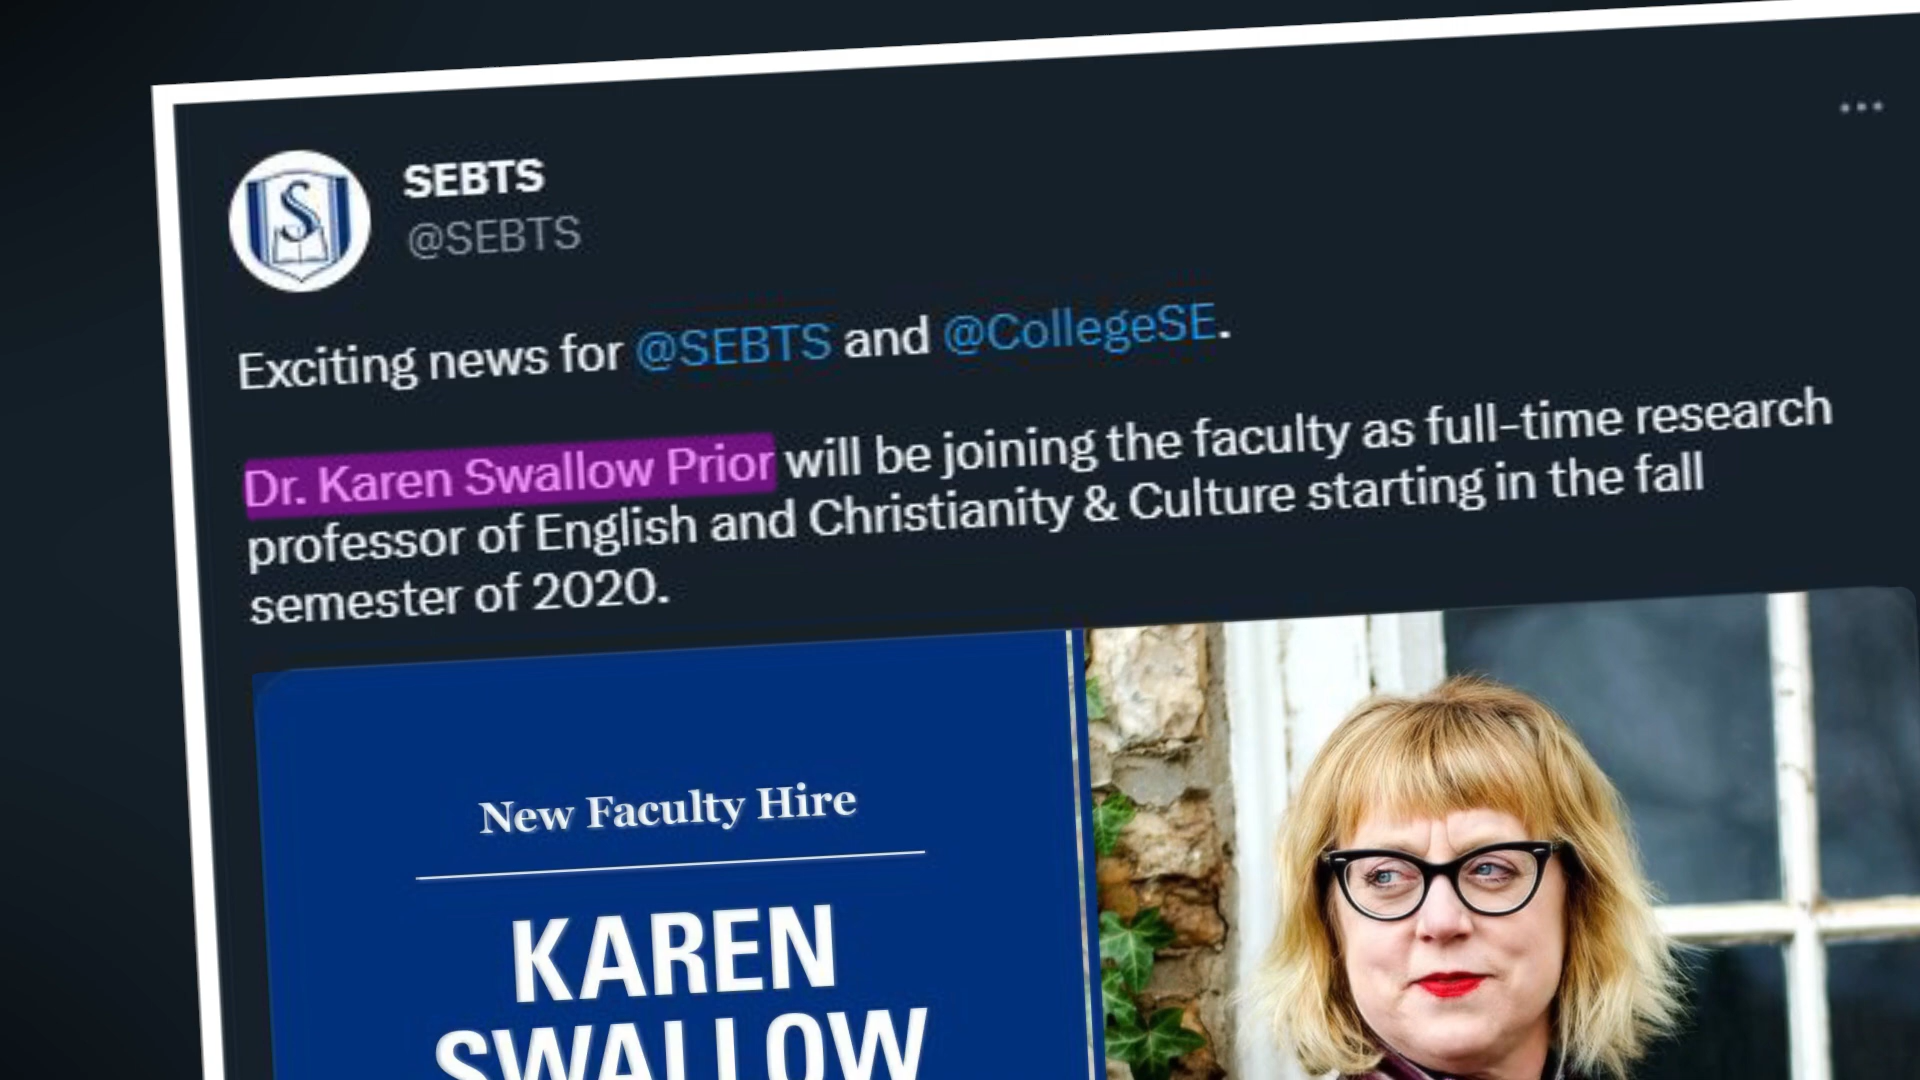 SEBTS
@SEBTS
Exciting news for @SEBTS and @CollegeSE.
Dr. Karen Swallow Prior will be joining the faculty as full-time research
professor of English and Christianity & Culture starting in the fall
semester of 2020.
New Faculty Hire
KAREN
SWALLOW